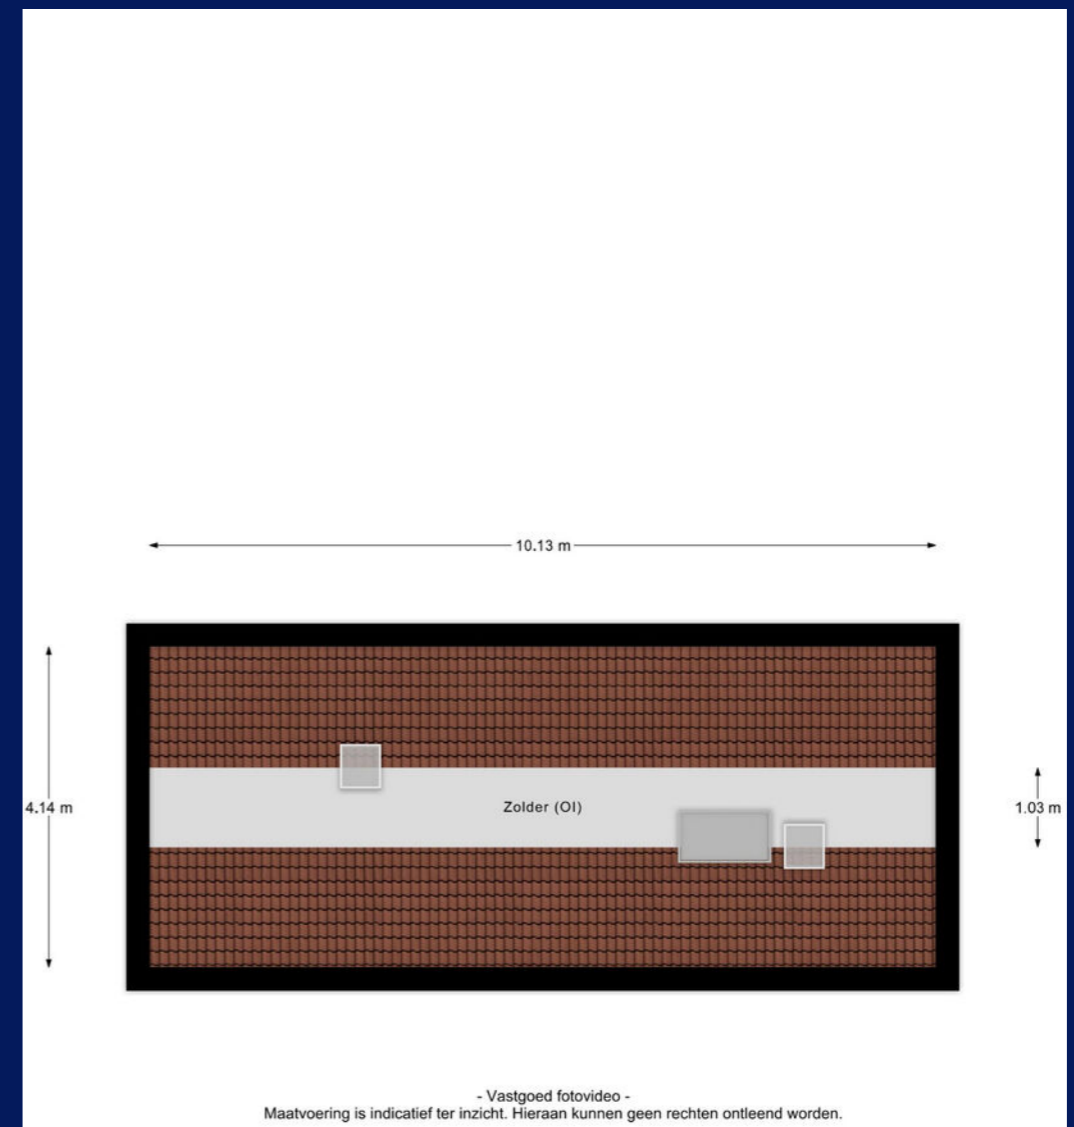 10.13 m
4.14 m
Zolder (OI)
1.03 m
- Vastgoed fotovideo -
Maatvoering is indicatief ter inzicht. Hieraan kunnen geen rechten ontleend worden.